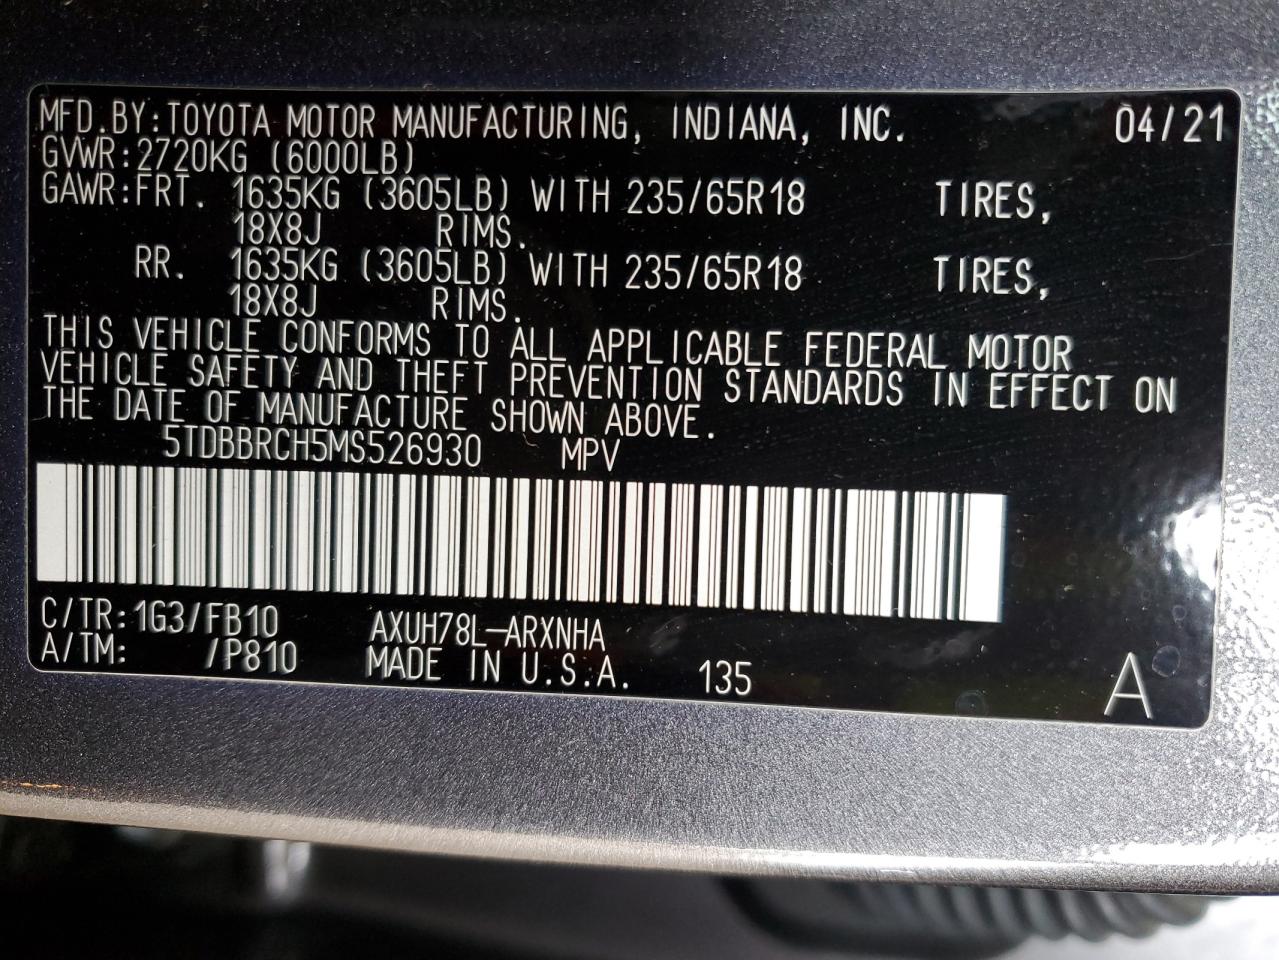 MFD.BY:TOYOTA MOTOR MANUFACTURING, INDIANA, INC. 04/21
GVWR:2720KG (6000LB)
GAWR:FRT. 1635KG (3605LB) WITH 235/65R18 TIRES,
18X8J RIMS.
RR. 1635KG (3605LB) WITH 235/65R18 TIRES,
18X8J RIMS.
THIS VEHICLE CONFORMS TO ALL APPLICABLE FEDERAL MOTOR
VEHICLE SAFETY AND THEFT PREVENTION STANDARDS IN EFFECT ON
THE DATE OF MANUFACTURE SHOWN ABOVE.
5TDBBRCH5MS526930 MPV
C/TR:1G3/FB10 AXUH78L-ARXNHA
A/TM: /P810 MADE IN U.S.A. 135 A